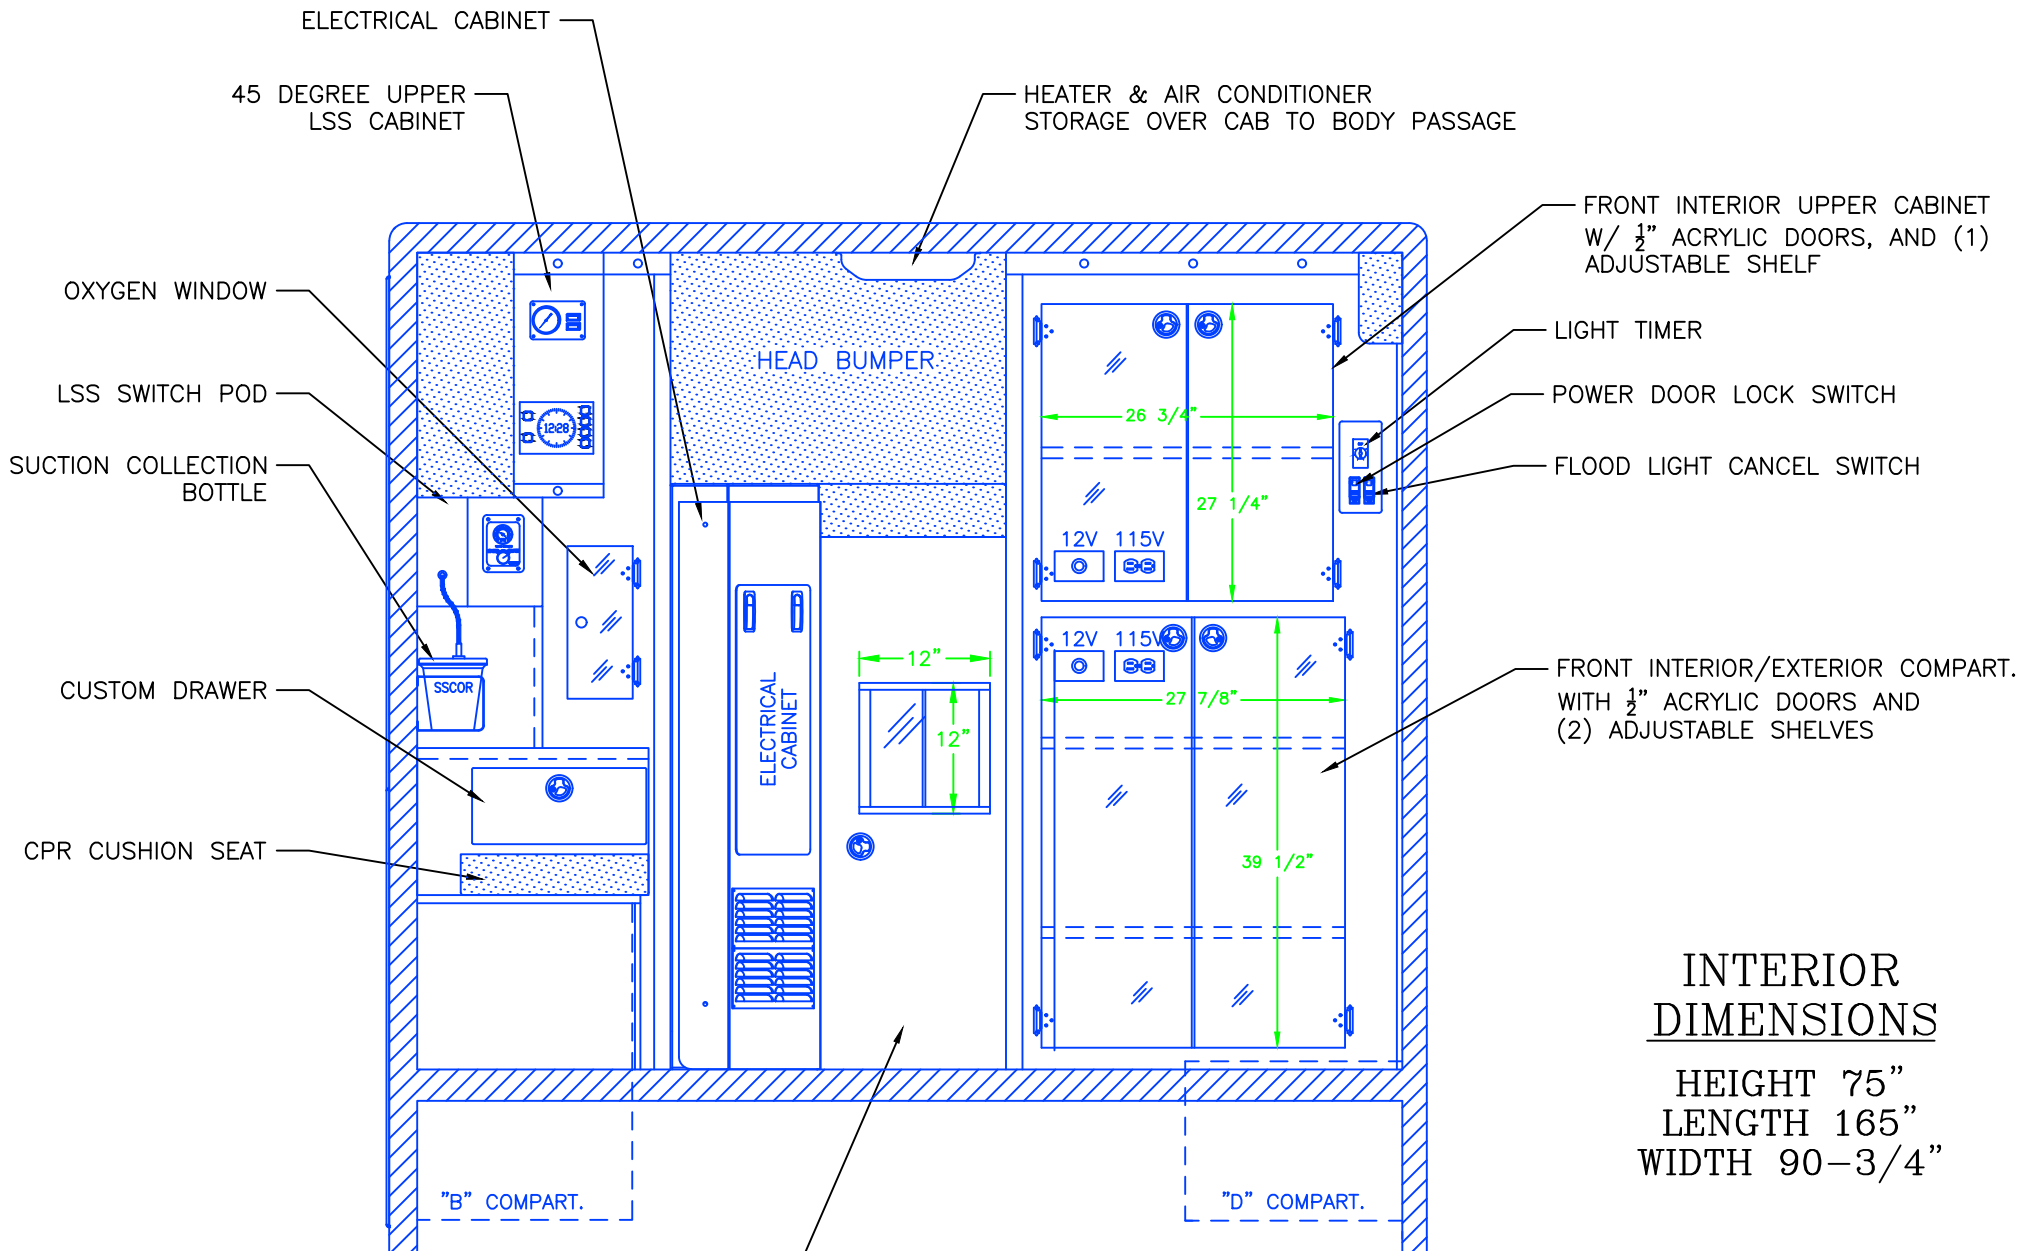 ELECTRICAL CABINET
45 DEGREE UPPER
LSS CABINET
HEATER & AIR CONDITIONER
STORAGE OVER CAB TO BODY PASSAGE
FRONT INTERIOR UPPER CABINET
W/ ½" ACRYLIC DOORS, AND (1)
ADJUSTABLE SHELF
OXYGEN WINDOW
LIGHT TIMER
HEAD BUMPER
LSS SWITCH POD
POWER DOOR LOCK SWITCH
26 3/4"
12:28
SUCTION COLLECTION
BOTTLE
FLOOD LIGHT CANCEL SWITCH
27 1/4"
12V 115V
12V 115V
12"
FRONT INTERIOR/EXTERIOR COMPART.
WITH ½" ACRYLIC DOORS AND
(2) ADJUSTABLE SHELVES
SSCOR
CUSTOM DRAWER
27 7/8"
ELECTRICAL
CABINET
12"
CPR CUSHION SEAT
39 1/2"
INTERIOR
DIMENSIONS
HEIGHT 75"
LENGTH 165"
WIDTH 90-3/4"
"B" COMPART.
"D" COMPART.